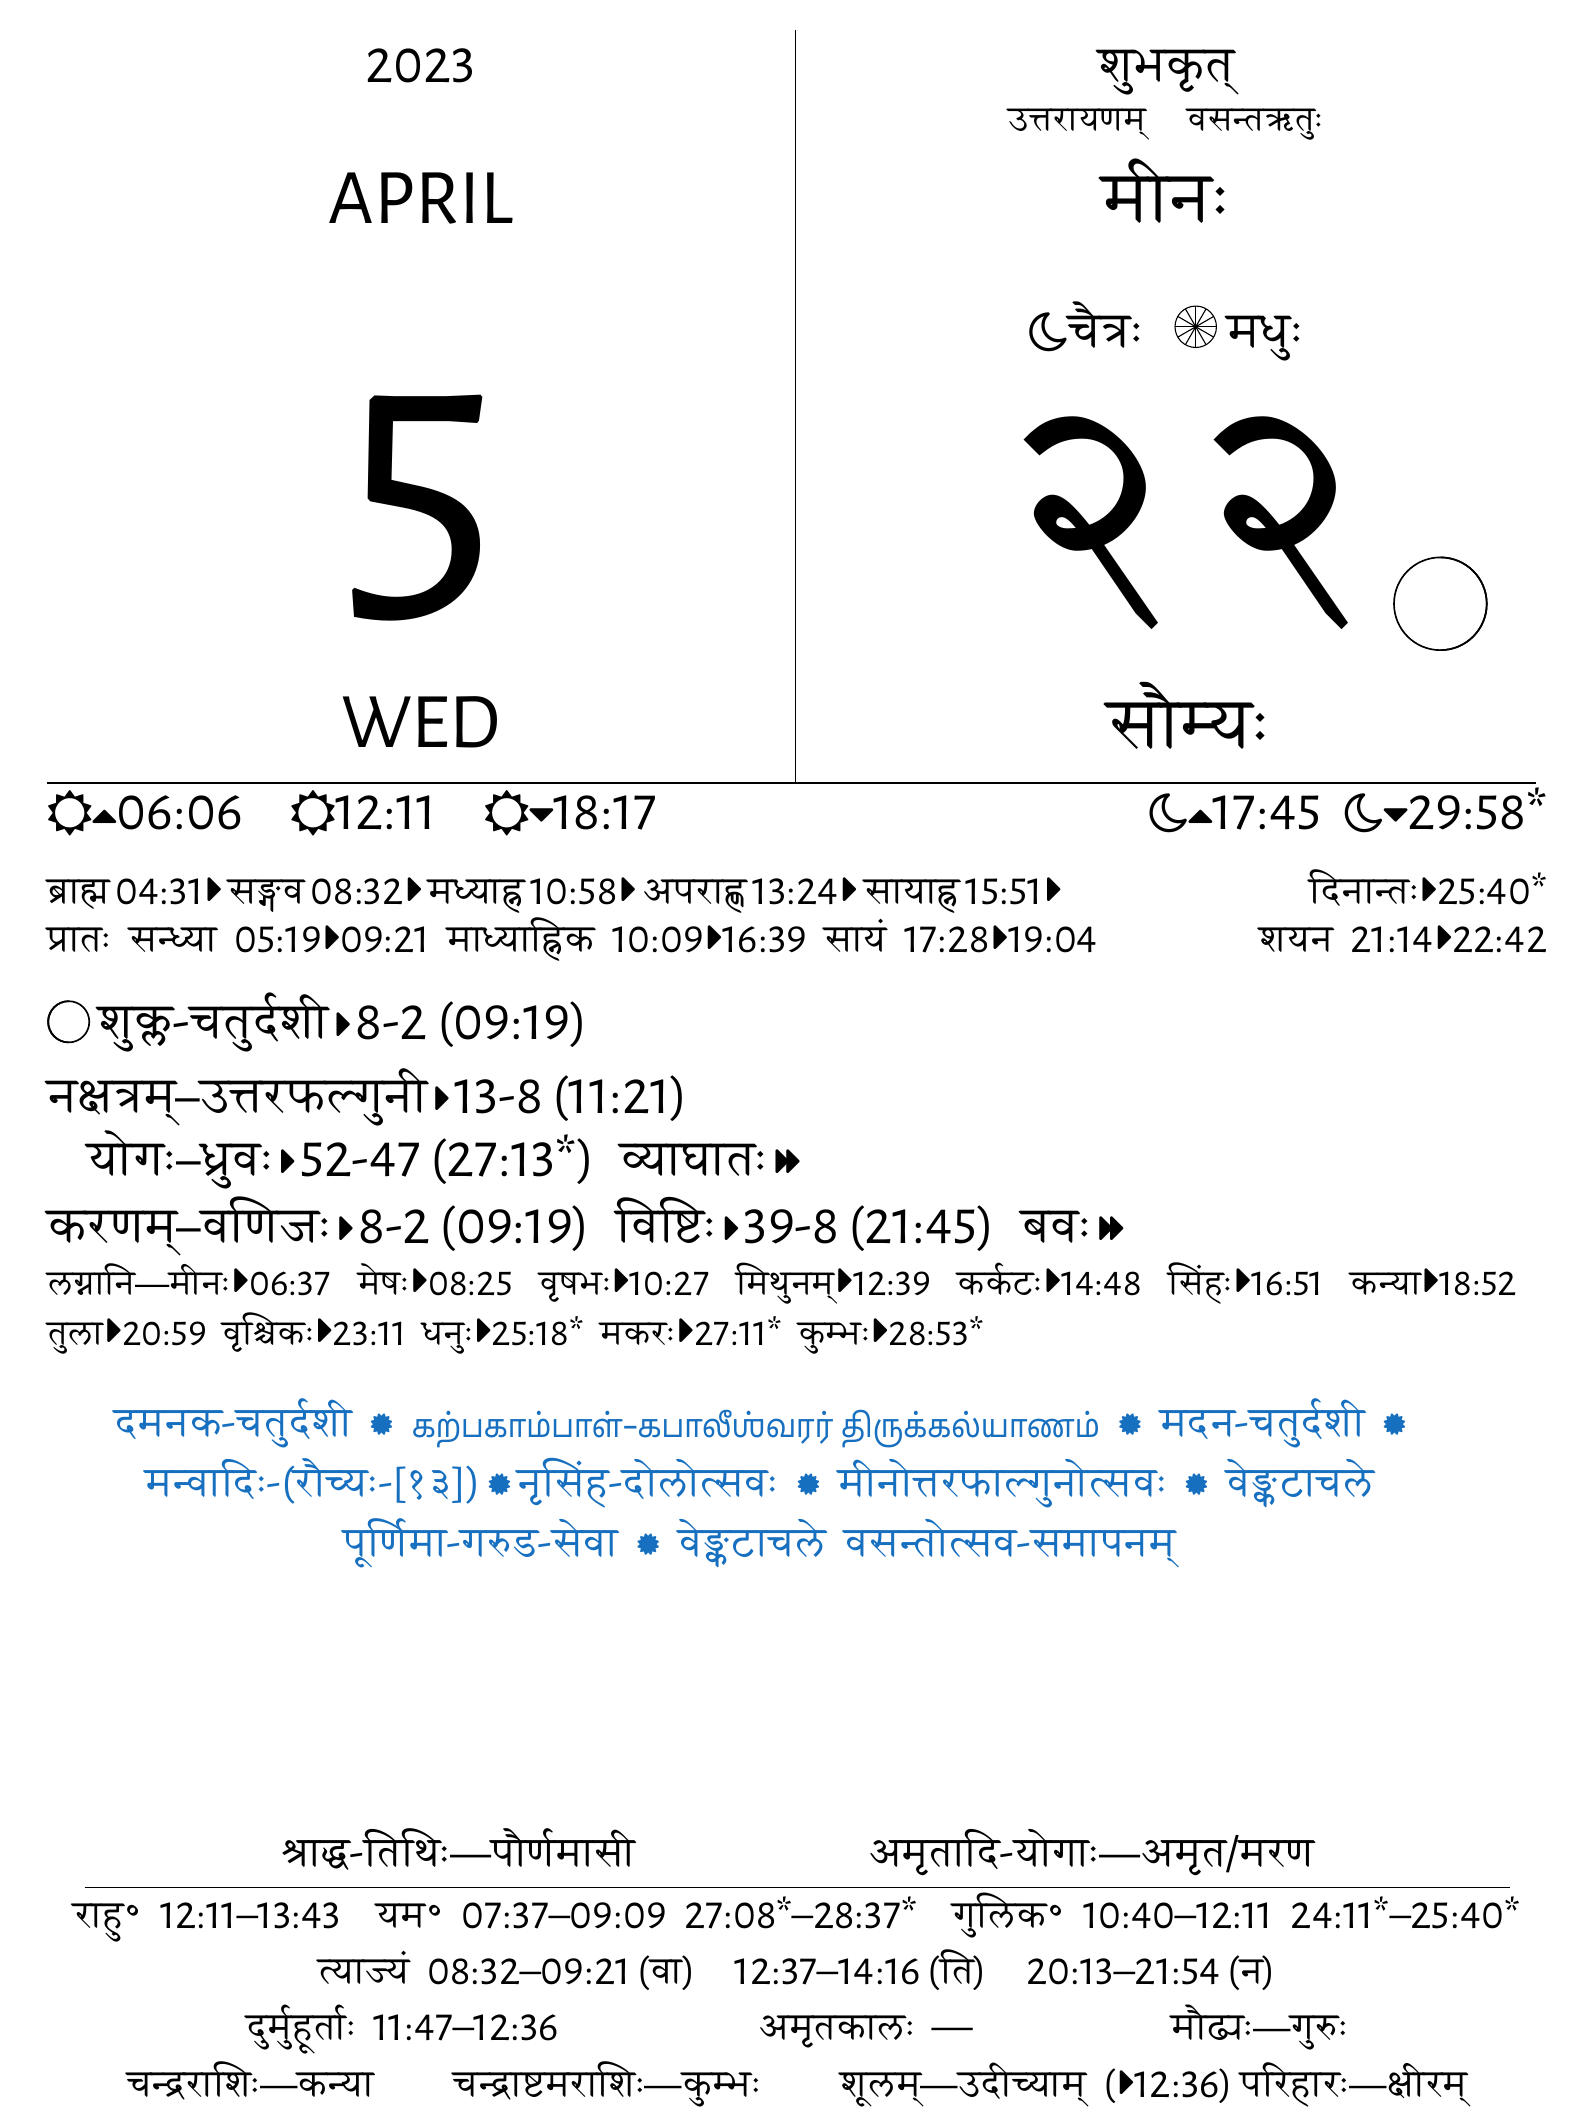 2023
APRIL
5
WED
शुभकृत्
उत्तरायणम् वसन्तऋतुः
मीनः
चैत्रः मधुः
२२
सौम्यः
06:06 12:11 18:17 17:45 29:58*
ब्राह्म 04:31 सङ्गव 08:32 मध्याह्न 10:58 अपराह्ण 13:24 सायाह्न 15:51 दिनान्तः 25:40*
प्रातः सन्ध्या 05:19 09:21 माध्याह्निक 10:09 16:39 सायं 17:28 19:04 शयन 21:14 22:42
शुक्ल-चतुर्दशी 8-2 (09:19)
नक्षत्रम्–उत्तरफल्गुनी 13-8 (11:21)
योगः–ध्रुवः 52-47 (27:13*) व्याघातः
करणम्–वणिजः 8-2 (09:19) विष्टिः 39-8 (21:45) बवः
लग्नानि—मीनः 06:37 मेषः 08:25 वृषभः 10:27 मिथुनम् 12:39 कर्कटः 14:48 सिंहः 16:51 कन्या 18:52
तुला 20:59 वृश्चिकः 23:11 धनुः 25:18* मकरः 27:11* कुम्भः 28:53*
दमनक-चतुर्दशी கற்பகாம்பாள்-கபாலீஶ்வரர் திருக்கல்யாணம் मदन-चतुर्दशी
मन्वादिः-(रौच्यः-[१३]) नृसिंह-दोलोत्सवः मीनोत्तरफाल्गुनोत्सवः वेङ्कटाचले
पूर्णिमा-गरुड-सेवा वेङ्कटाचले वसन्तोत्सव-समापनम्
श्राद्ध-तिथिः—पौर्णमासी अमृतादि-योगाः—अमृत/मरण
राहु॰ 12:11–13:43 यम॰ 07:37–09:09 27:08*–28:37* गुलिक॰ 10:40–12:11 24:11*–25:40*
त्याज्यं 08:32–09:21 (वा) 12:37–14:16 (ति) 20:13–21:54 (न)
दुर्मुहूर्ताः 11:47–12:36 अमृतकालः — मौढ्यः—गुरुः
चन्द्रराशिः—कन्या चन्द्राष्टमराशिः—कुम्भः शूलम्—उदीच्याम् (12:36) परिहारः—क्षीरम्